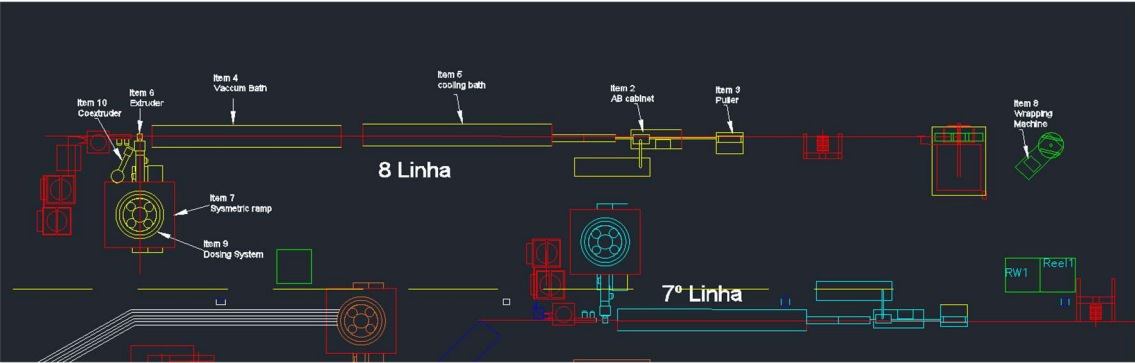 Item 4
Vaccum Bath
Item 5
cooling bath
Item 6
Extruder
Item 10
Coextruder
Item 2
AB cabinet
Item 3
Puller
Item 8
Wrapping
Machine
8 Linha
Item 7
Sysmetric ramp
Item 9
Dosing System
7º Linha
RW1
Reel1